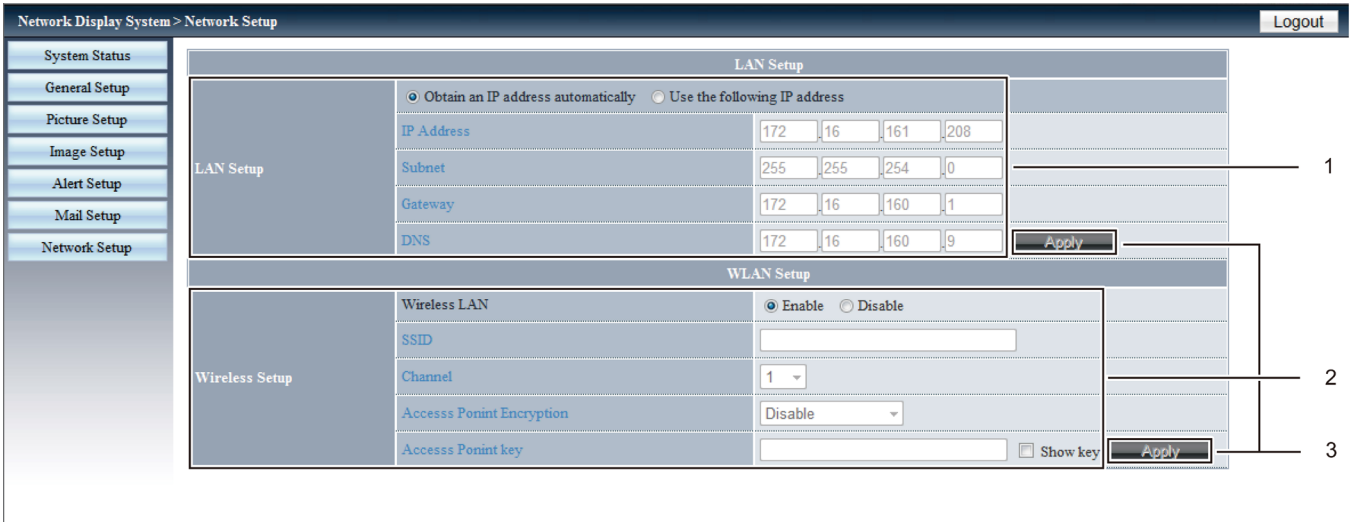 Network Display System > Network Setup
Logout
System Status
General Setup
Picture Setup
Image Setup
Alert Setup
Mail Setup
Network Setup
LAN Setup
LAN Setup
Obtain an IP address automatically Use the following IP address
IP Address 172 . 16 . 161 . 208
Subnet 255 . 255 . 254 . 0
Gateway 172 . 16 . 160 . 1
DNS 172 . 16 . 160 . 9 Apply
1
WLAN Setup
Wireless Setup
Wireless LAN Enable Disable
SSID
Channel 1
Accesss Ponint Encryption Disable
Accesss Ponint key Show key Apply
2
3